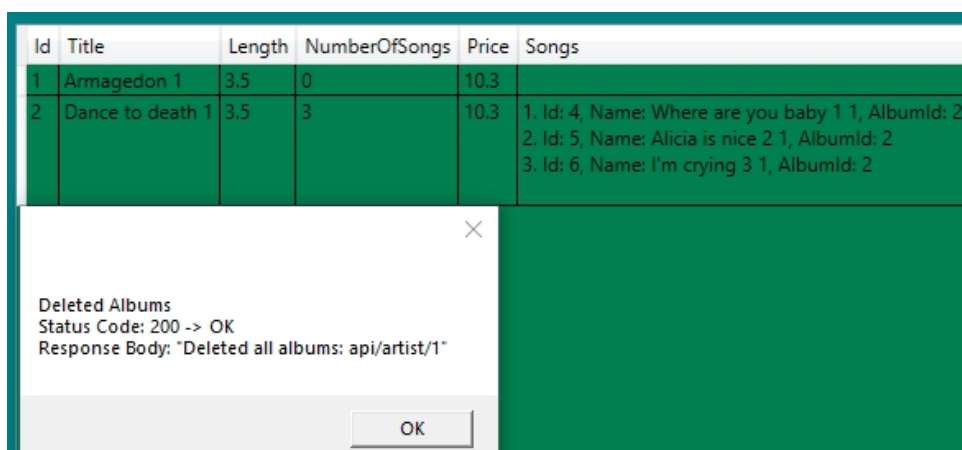 Id Title Length NumberOfSongs Price Songs
1 Armagedon 1 3.5 0 10.3
2 Dance to death 1 3.5 3 10.3 1. Id: 4, Name: Where are you baby 1 1, AlbumId: 2
2. Id: 5, Name: Alicia is nice 2 1, AlbumId: 2
3. Id: 6, Name: I'm crying 3 1, AlbumId: 2
Deleted Albums
Status Code: 200 -> OK
Response Body: "Deleted all albums: api/artist/1"
OK